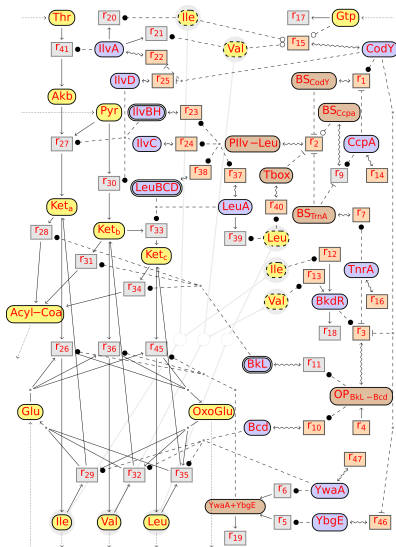 Thr r20 Ile r17 Gtp
r41 IlvA r21 Val r15 CodY
r22
IlvD r25 BSCodY r1
Akb
Pyr IlvBH r23 BSCcpa
r27 IlvC r24 PIlv−Leu r2 CcpA
r38
r30 LeuBCD r37 Tbox r9 r14
Keta LeuA r40 BSTrnA r7
r28 Ketb r33 r39 Leu
r31 Ketc r12
Ile r13 TnrA
r34
Acyl−Coa Val BkdR r16
r18 r3
r26 r36 r45
BkL r11
OPBkL−Bcd
Glu OxoGlu
Bcd r10 r4
r47
r29 r32 r35
r6 YwaA
YwaA+YbgE
Ile Val Leu r5 YbgE r46
r19